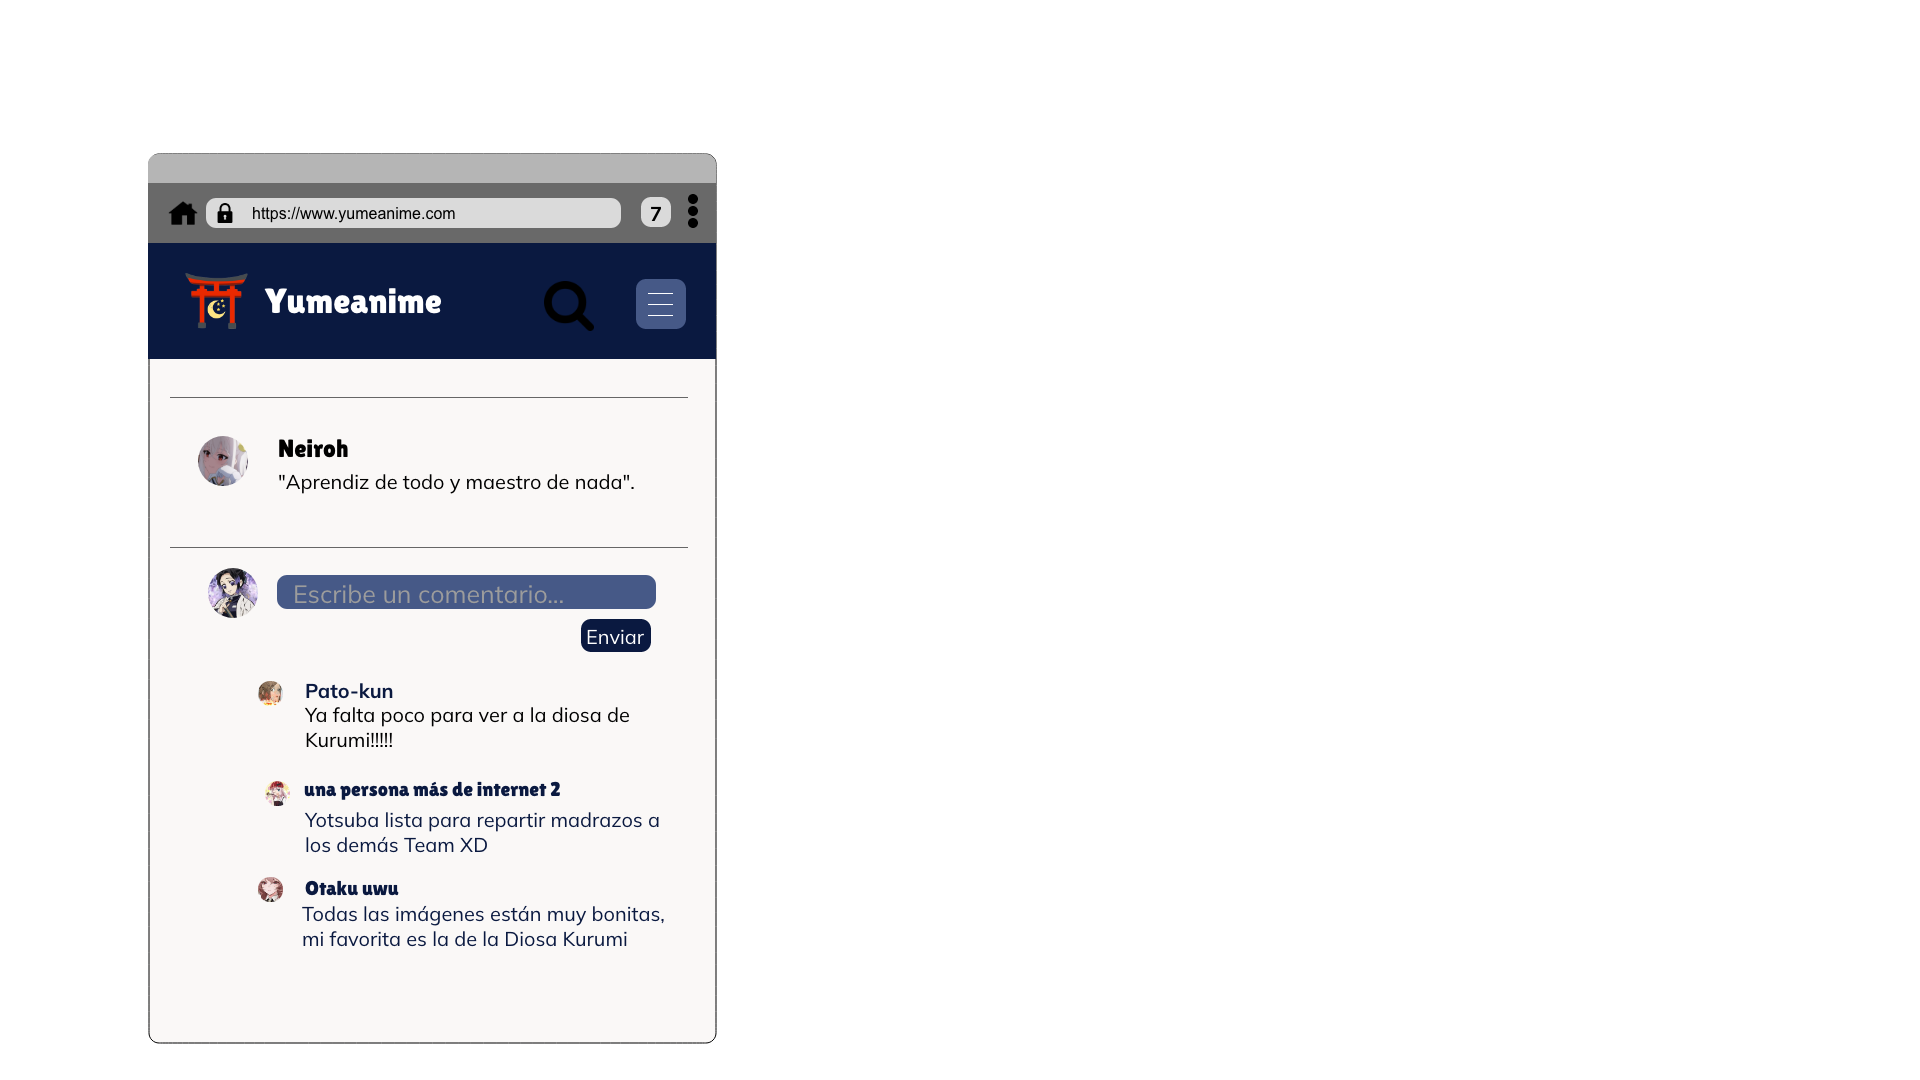 https://www.yumeanime.com
7
Yumeanime
Neiroh
"Aprendiz de todo y maestro de nada".
Escribe un comentario...
Enviar
Pato-kun
Ya falta poco para ver a la diosa de
Kurumi!!!!!
una persona más de internet 2
Yotsuba lista para repartir madrazos a
los demás Team XD
Otaku uwu
Todas las imágenes están muy bonitas,
mi favorita es la de la Diosa Kurumi